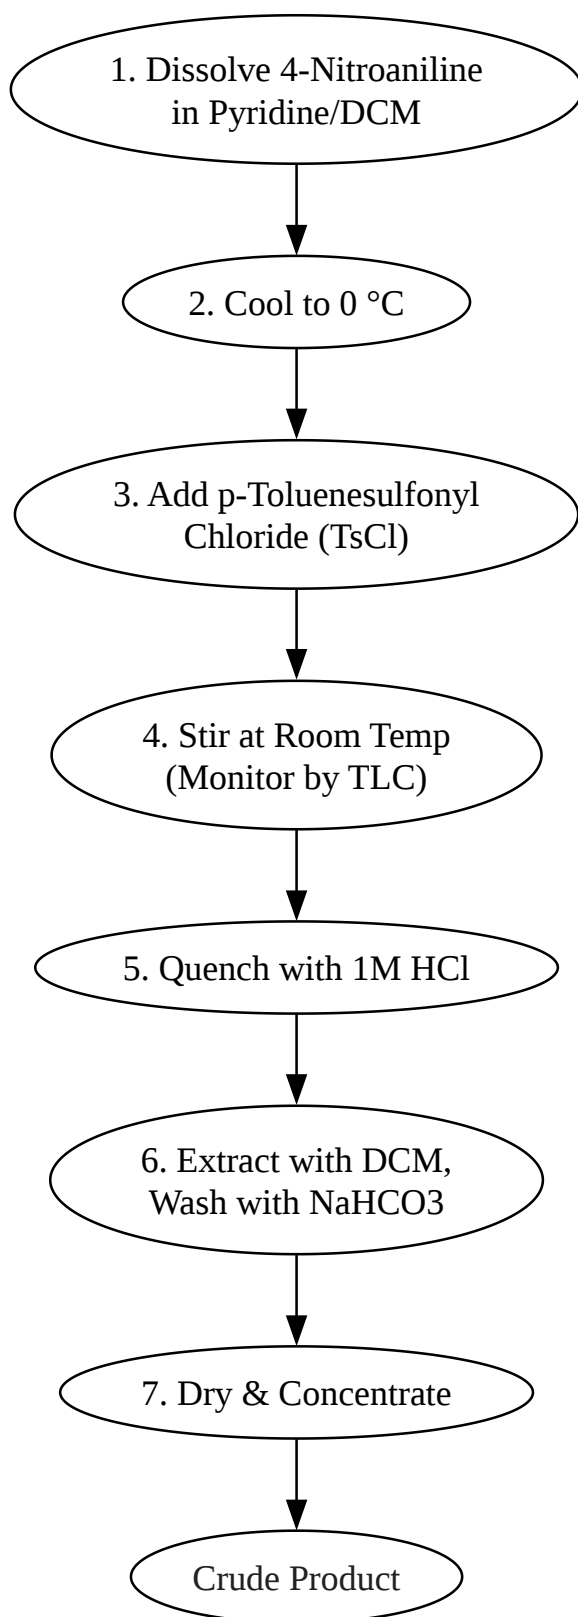 1. Dissolve 4-Nitroaniline
in Pyridine/DCM
2. Cool to 0 °C
3. Add p-Toluenesulfonyl
Chloride (TsCl)
4. Stir at Room Temp
(Monitor by TLC)
5. Quench with 1M HCl
6. Extract with DCM,
Wash with NaHCO3
7. Dry & Concentrate
Crude Product